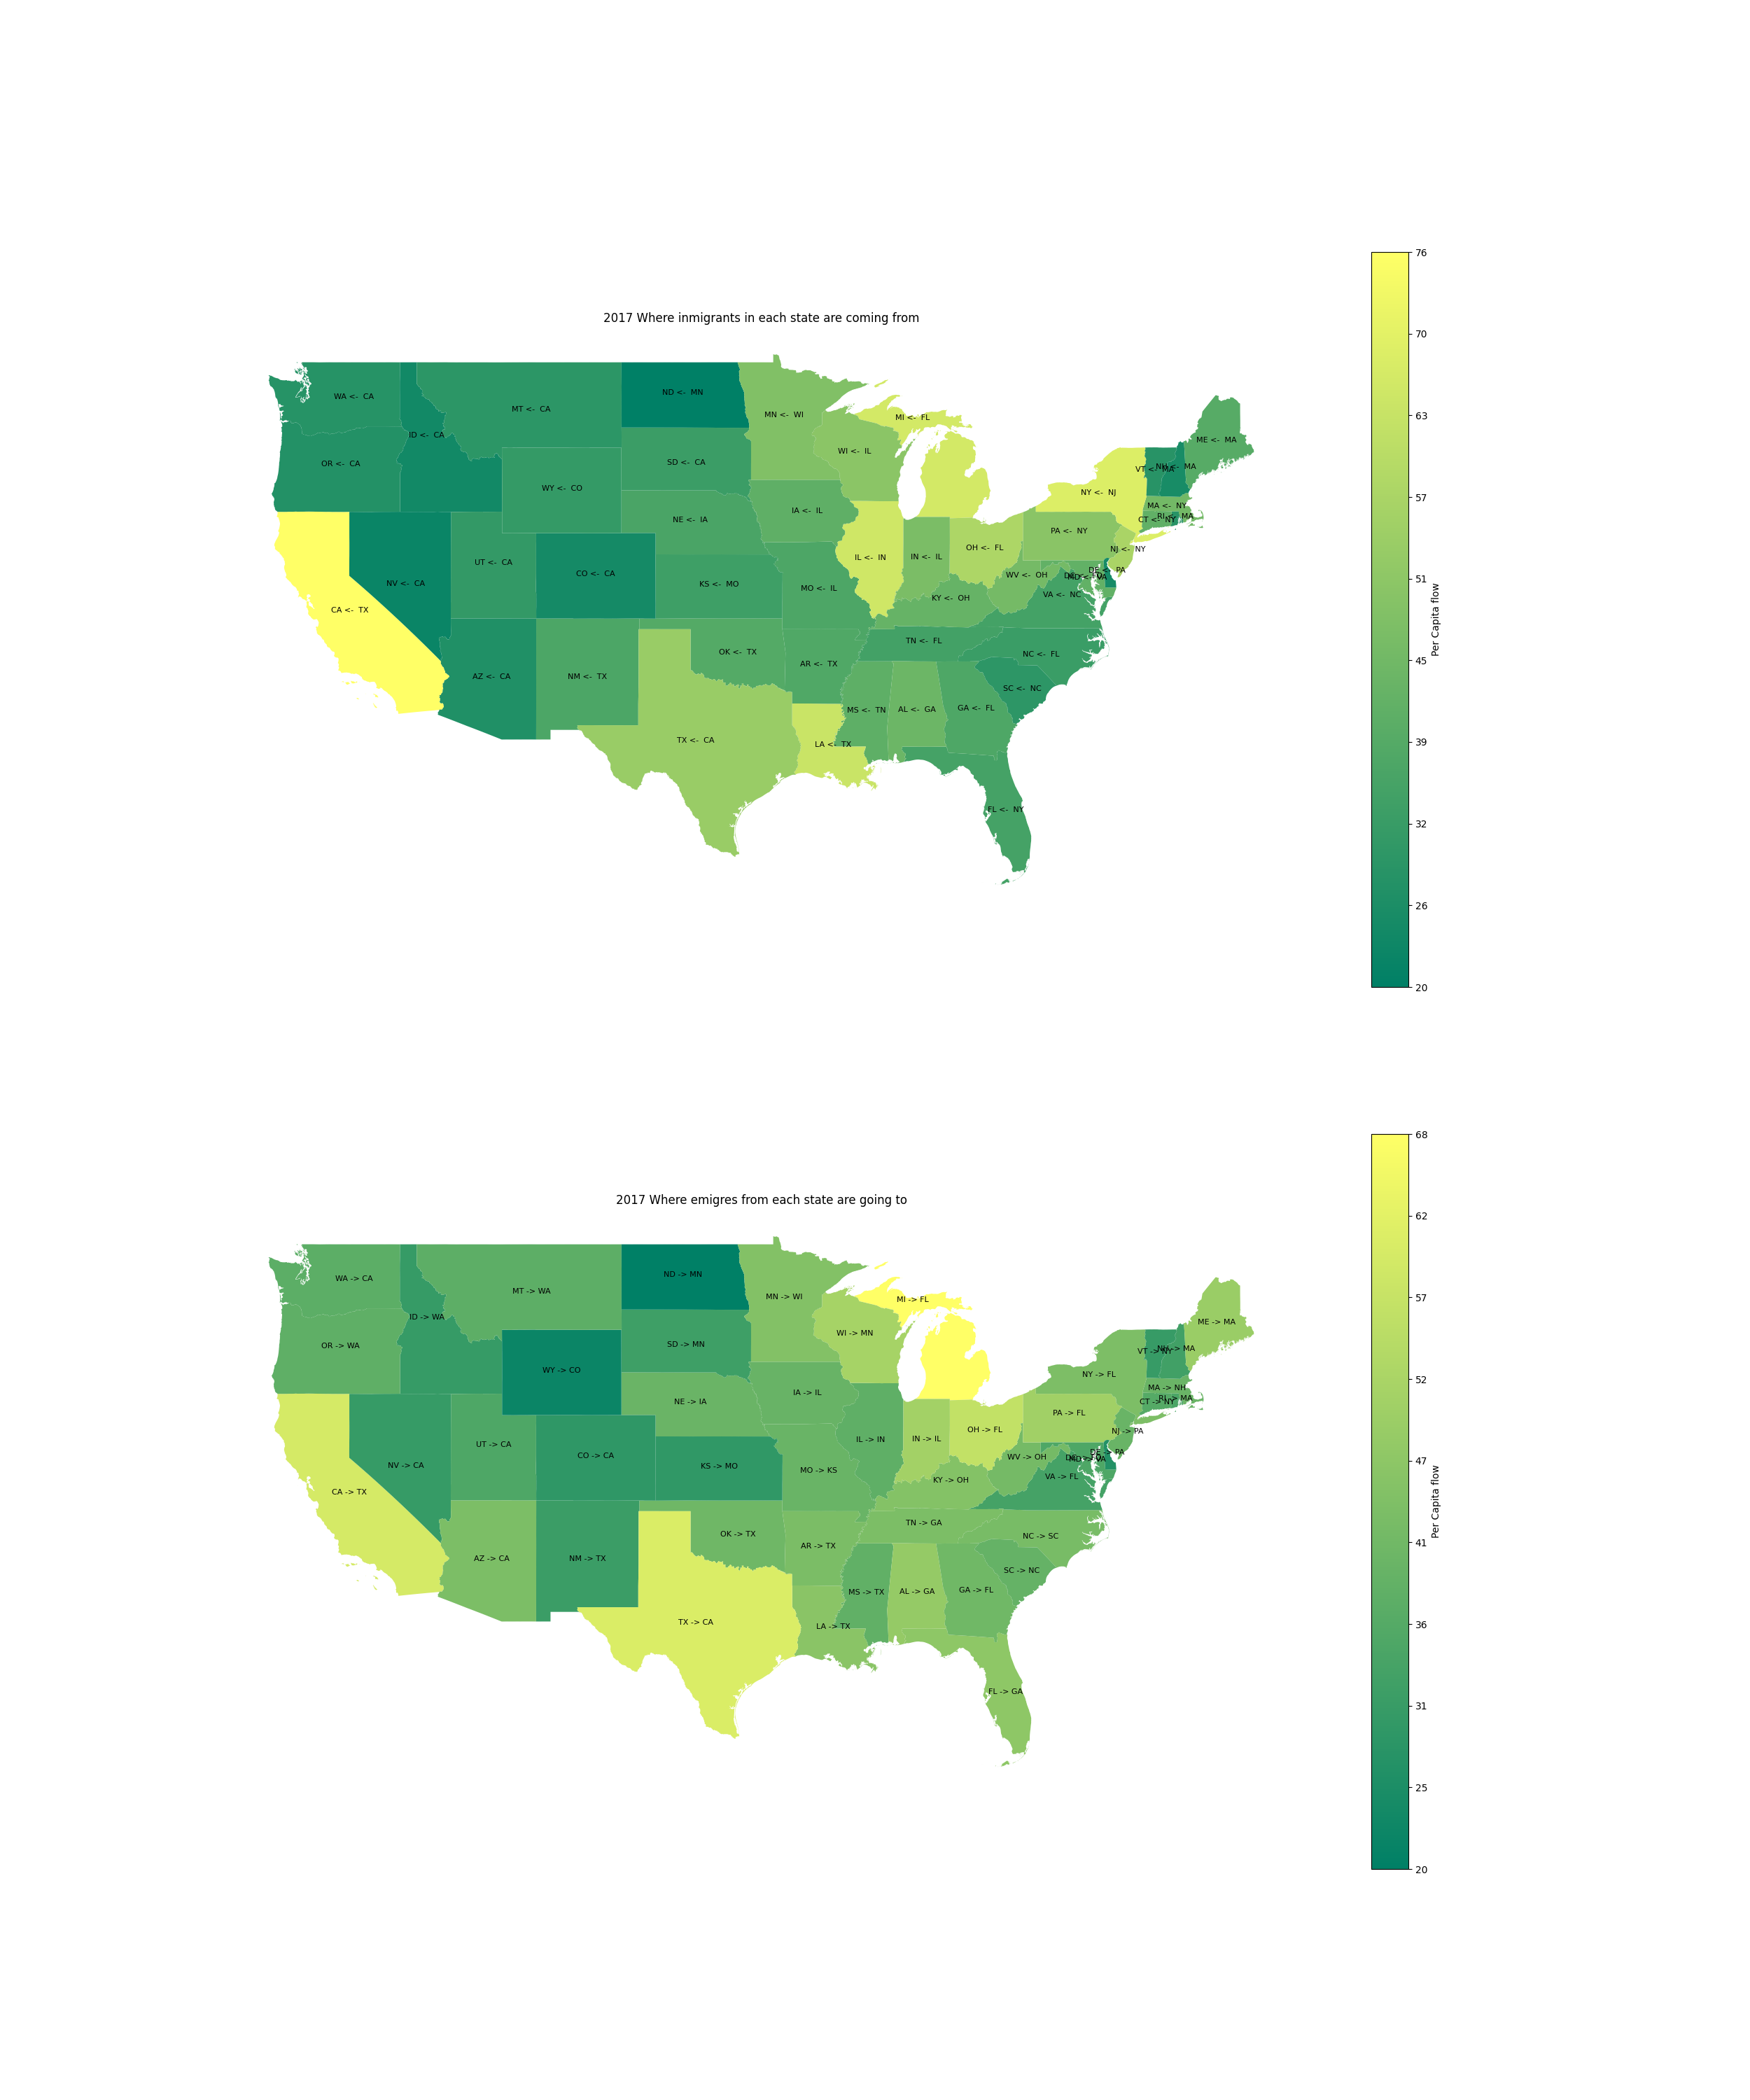 2017 Where inmigrants in each state are coming from
WA <-  CA
MT <-  CA
ND <-  MN
MN <-  WI
MI <-  FL
ID <-  CA
ME <-  MA
OR <-  CA
SD <-  CA
WI <-  IL
VT <-  MA
NH <-  MA
WY <-  CO
NY <-  NJ
NE <-  IA
IA <-  IL
MA <-  NY
CT <-  NY
RI <-  MA
PA <-  NY
UT <-  CA
NV <-  CA
CO <-  CA
KS <-  MO
MO <-  IL
IL <-  IN
IN <-  IL
OH <-  FL
NJ <-  NY
WV <-  OH
DE <-  PA
VA
KY <-  OH
VA <-  NC
CA <-  TX
TN <-  FL
NC <-  FL
OK <-  TX
AR <-  TX
AZ <-  CA
NM <-  TX
SC <-  NC
MS <-  TN
AL <-  GA
GA <-  FL
TX <-  CA
LA <-  TX
FL <-  NY
76
70
63
57
51
45
39
32
26
20
Per Capita flow
2017 Where emigres from each state are going to
WA -> CA
MT -> WA
ND -> MN
MN -> WI
MI -> FL
ID -> WA
ME -> MA
OR -> WA
SD -> MN
WI -> MN
VT -> NY
NH -> MA
WY -> CO
NY -> FL
NE -> IA
IA -> IL
MA -> NH
CT -> NY
RI -> MA
PA -> FL
UT -> CA
NV -> CA
CO -> CA
KS -> MO
MO -> KS
IL -> IN
IN -> IL
OH -> FL
NJ -> PA
WV -> OH
DE -> PA
VA
KY -> OH
VA -> FL
CA -> TX
TN -> GA
NC -> SC
OK -> TX
AR -> TX
AZ -> CA
NM -> TX
SC -> NC
MS -> TX
AL -> GA
GA -> FL
TX -> CA
LA -> TX
FL -> GA
68
62
57
52
47
41
36
31
25
20
Per Capita flow